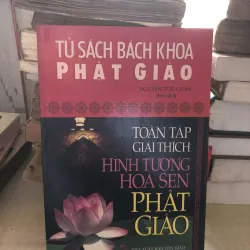 TỦ SÁCH BÁCH KHOA
PHẬT GIÁO
TOÀN TẬP
GIẢI THÍCH
HÌNH TƯỢNG
HOA SEN
PHẬT
GIÁO